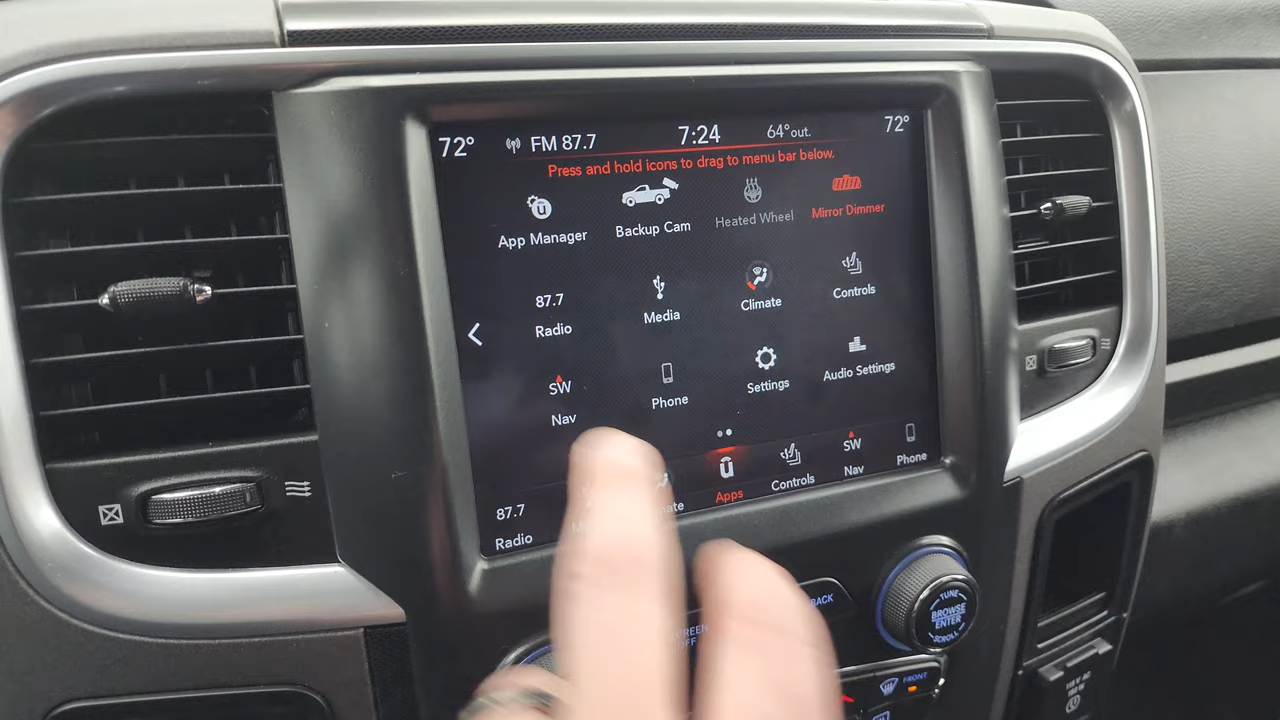 72° FM 87.7 7:24 64°out. 72°
Press and hold icons to drag to menu bar below.
App Manager Backup Cam Heated Wheel Mirror Dimmer
87.7
Radio Media Climate Controls
SW
Nav Phone Settings Audio Settings
87.7 SW
Radio Apps Controls Nav Phone
BACK
OFF
TUNE
BROWSE
ENTER
SCROLL
FRONT